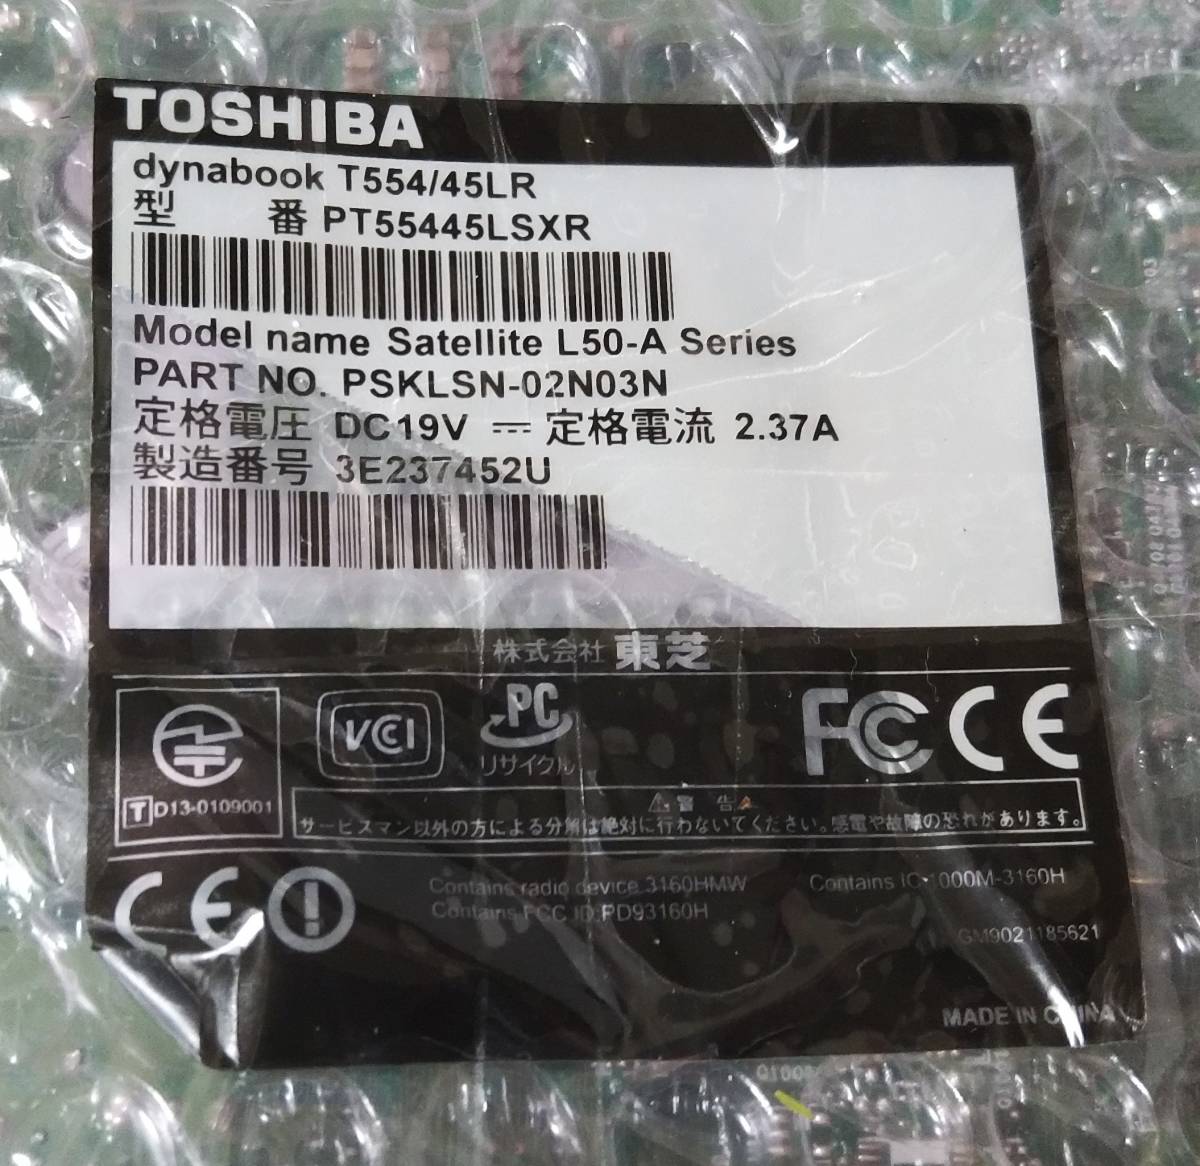 TOSHIBA
dynabook T554/45LR
型 番 PT55445LSXR
Model name Satellite L50-A Series
PART NO. PSKLSN-02N03N
定格電圧 DC19V 定格電流 2.37A
製造番号 3E237452U
株式会社 東芝
T D13-0109001
VCCI
PC
リサイクル
FC CE
警 告
サービスマン以外の方による分解は絶対に行わないでください。感電や故障の恐れがあります。
CE
Contains radio device 3160HMW
Contains FCC ID:PD93160H
Contains IC: 1000M-3160H
GM9021185621
MADE IN CHINA